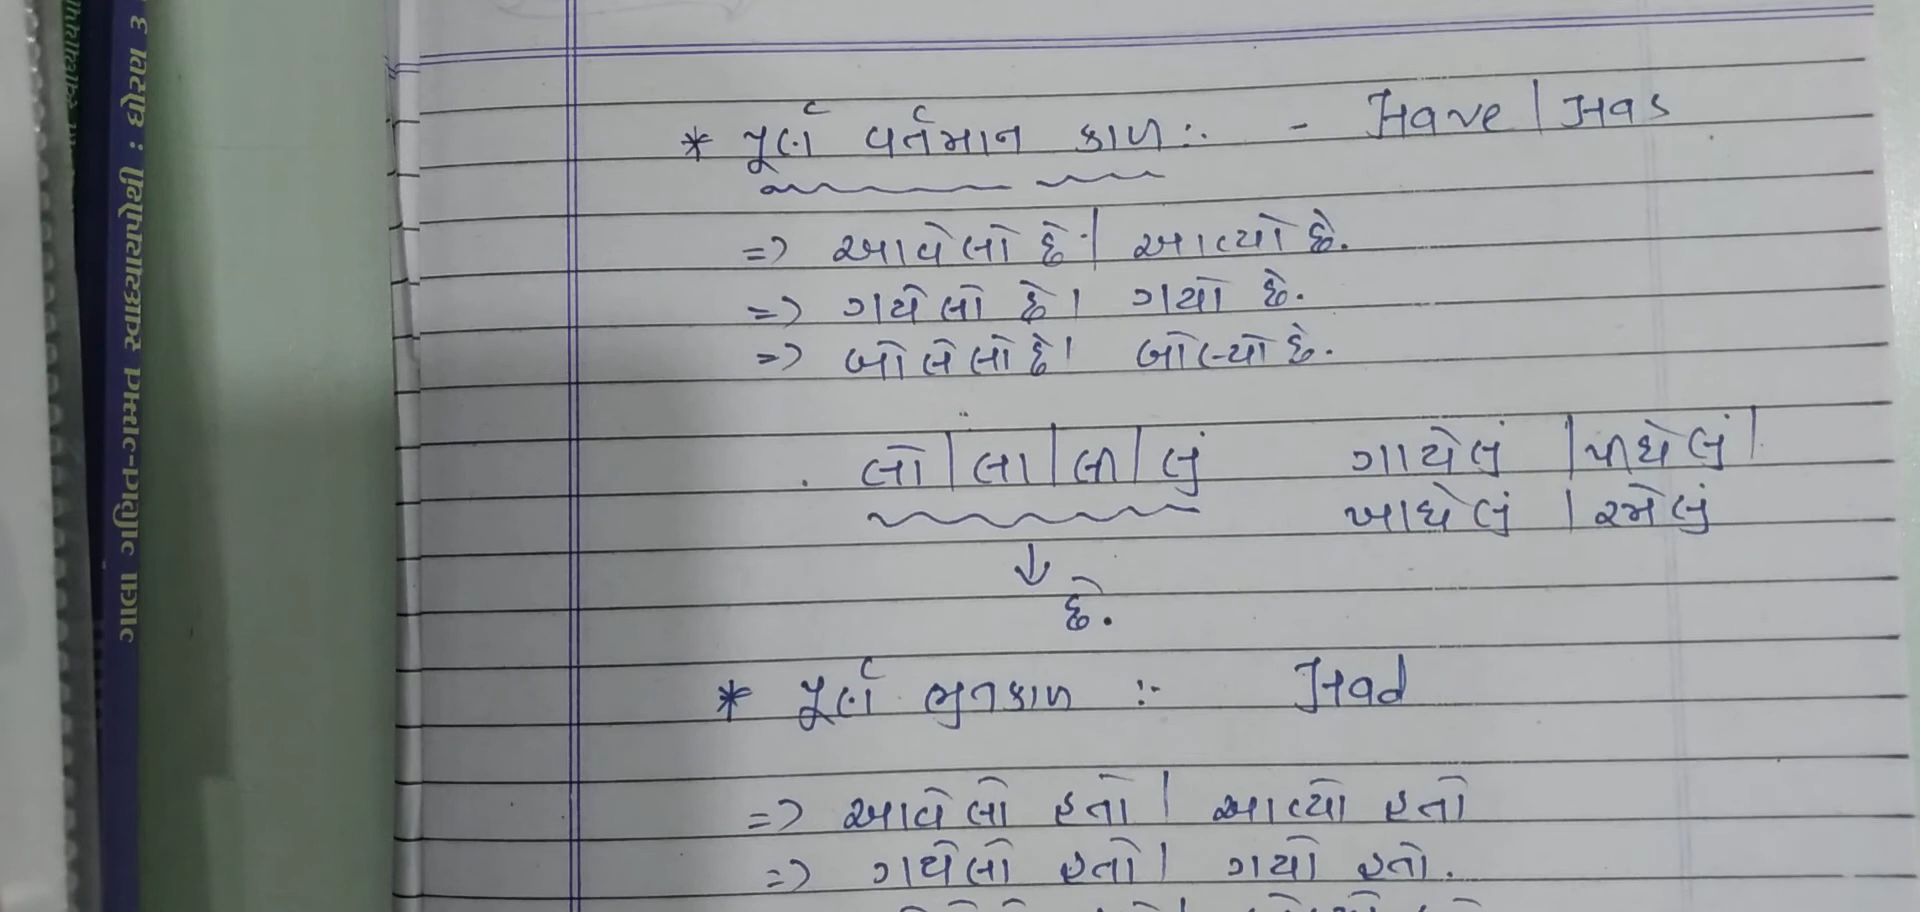 * પૂર્ણ વર્તમાન કાળ :- - Have | Has
=> આવેલો છે. | આવ્યો છે.
=> ગયેલો છે | ગયો છે.
=> બોલેલો છે | બોલ્યો છે.
લો | લા | લી | લું ગાયેલું | પીધેલું |
ખાધેલું | રમેલું
↓
છે.
* પૂર્ણ ભુતકાળ :- Had
=> આવેલો હતો | આવ્યો હતો
=> ગયેલો હતો | ગયો હતો.